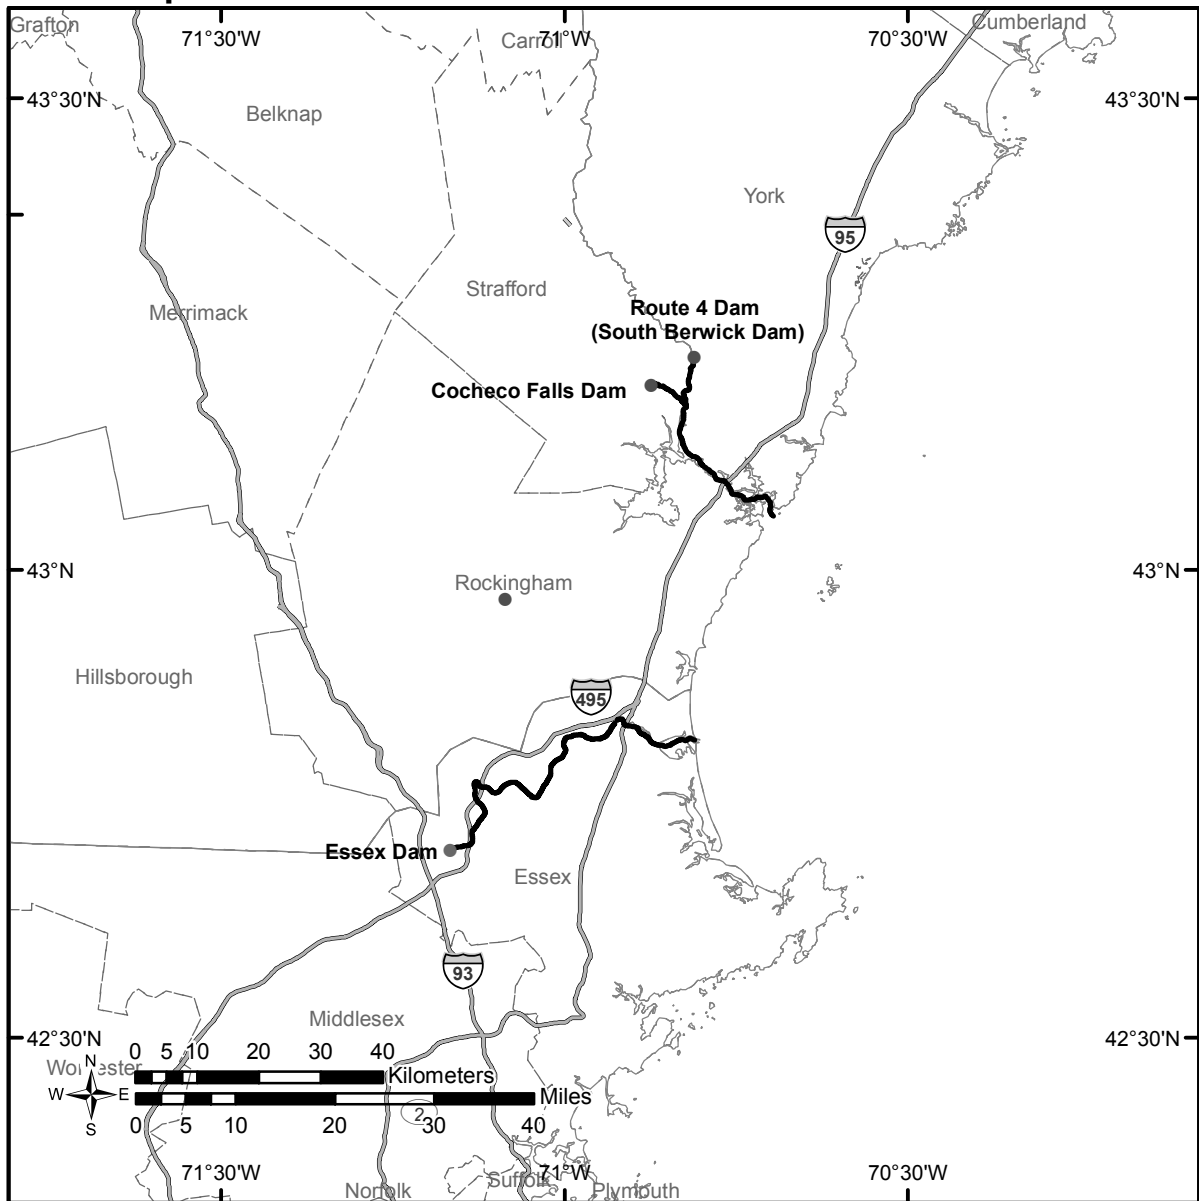 Grafton
71°30'W
Carroll
71°W
70°30'W
Cumberland
43°30'N
43°30'N
Belknap
York
95
Strafford
Merrimack
Route 4 Dam
(South Berwick Dam)
Cocheco Falls Dam
43°N
43°N
Rockingham
Hillsborough
495
Essex Dam
Essex
93
Middlesex
42°30'N
42°30'N
N
W E
S
0 5 10 20 30 40
Kilometers
Miles
0 5 10 20 30 40
2
71°30'W
71°W
70°30'W
Norfolk
Suffolk
Plymouth